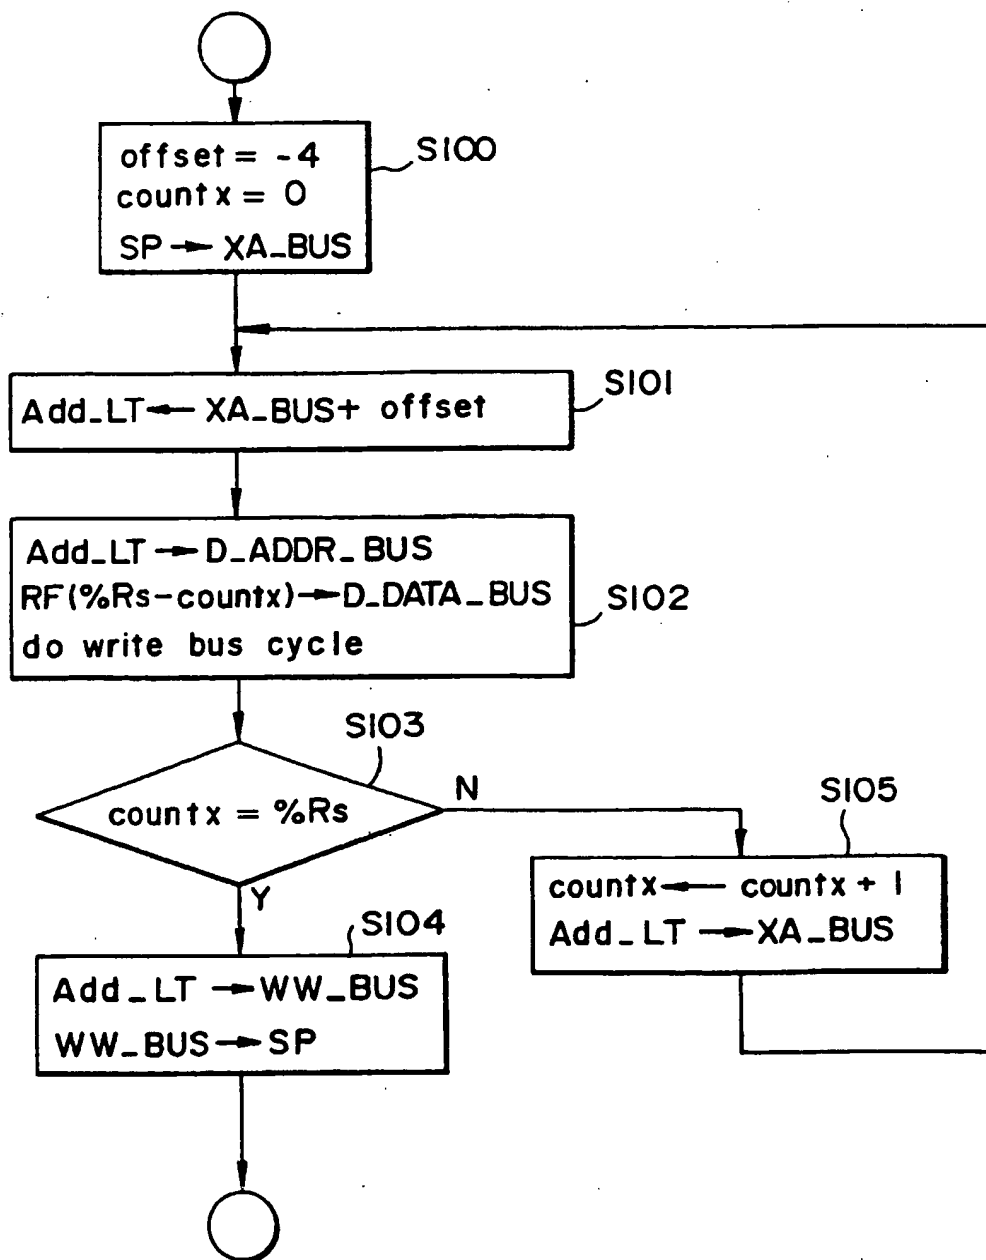 offset = -4
countx = 0
SP → XA_BUS
S100
Add_LT ← XA_BUS + offset
S101
Add_LT → D_ADDR_BUS
RF(%Rs-countx) → D_DATA_BUS
do write bus cycle
S102
S103
countx = %Rs
N
Y
S105
countx ← countx + 1
Add_LT → XA_BUS
S104
Add_LT → WW_BUS
WW_BUS → SP